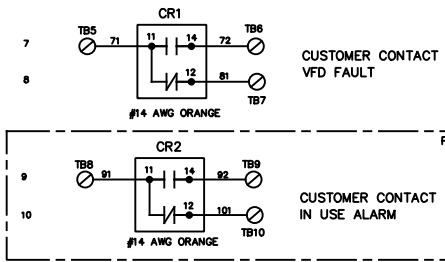 CR1
7 TB5 71 11 14 72 TB6 CUSTOMER CONTACT
VFD FAULT
8 12 81 TB7
#14 AWG ORANGE
CR2
9 TB8 91 11 14 92 TB9 CUSTOMER CONTACT
IN USE ALARM
10 12 101 TB10
#14 AWG ORANGE